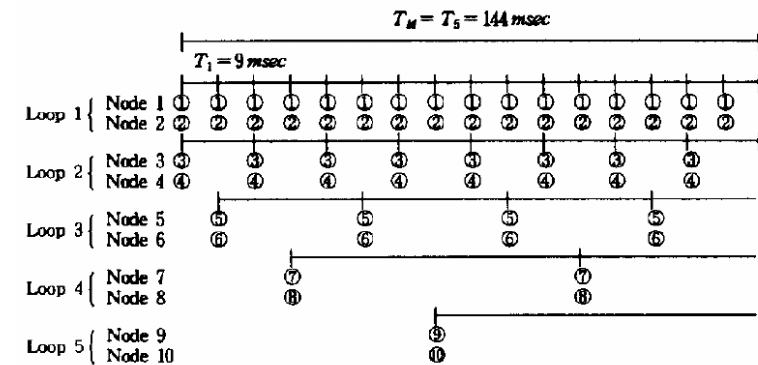 T_M = T_5 = 144 msec
T_1 = 9 msec
Loop 1 { Node 1 ① ① ① ① ① ① ① ① ① ① ① ① ① ① ① ①
Node 2 ② ② ② ② ② ② ② ② ② ② ② ② ② ② ② ②
Loop 2 { Node 3 ③ ③ ③ ③ ③ ③ ③ ③
Node 4 ④ ④ ④ ④ ④ ④ ④ ④
Loop 3 { Node 5 ⑤ ⑤ ⑤ ⑤
Node 6 ⑥ ⑥ ⑥ ⑥
Loop 4 { Node 7 ⑦ ⑦
Node 8 ⑧ ⑧
Loop 5 { Node 9 ⑨
Node 10 ⑩